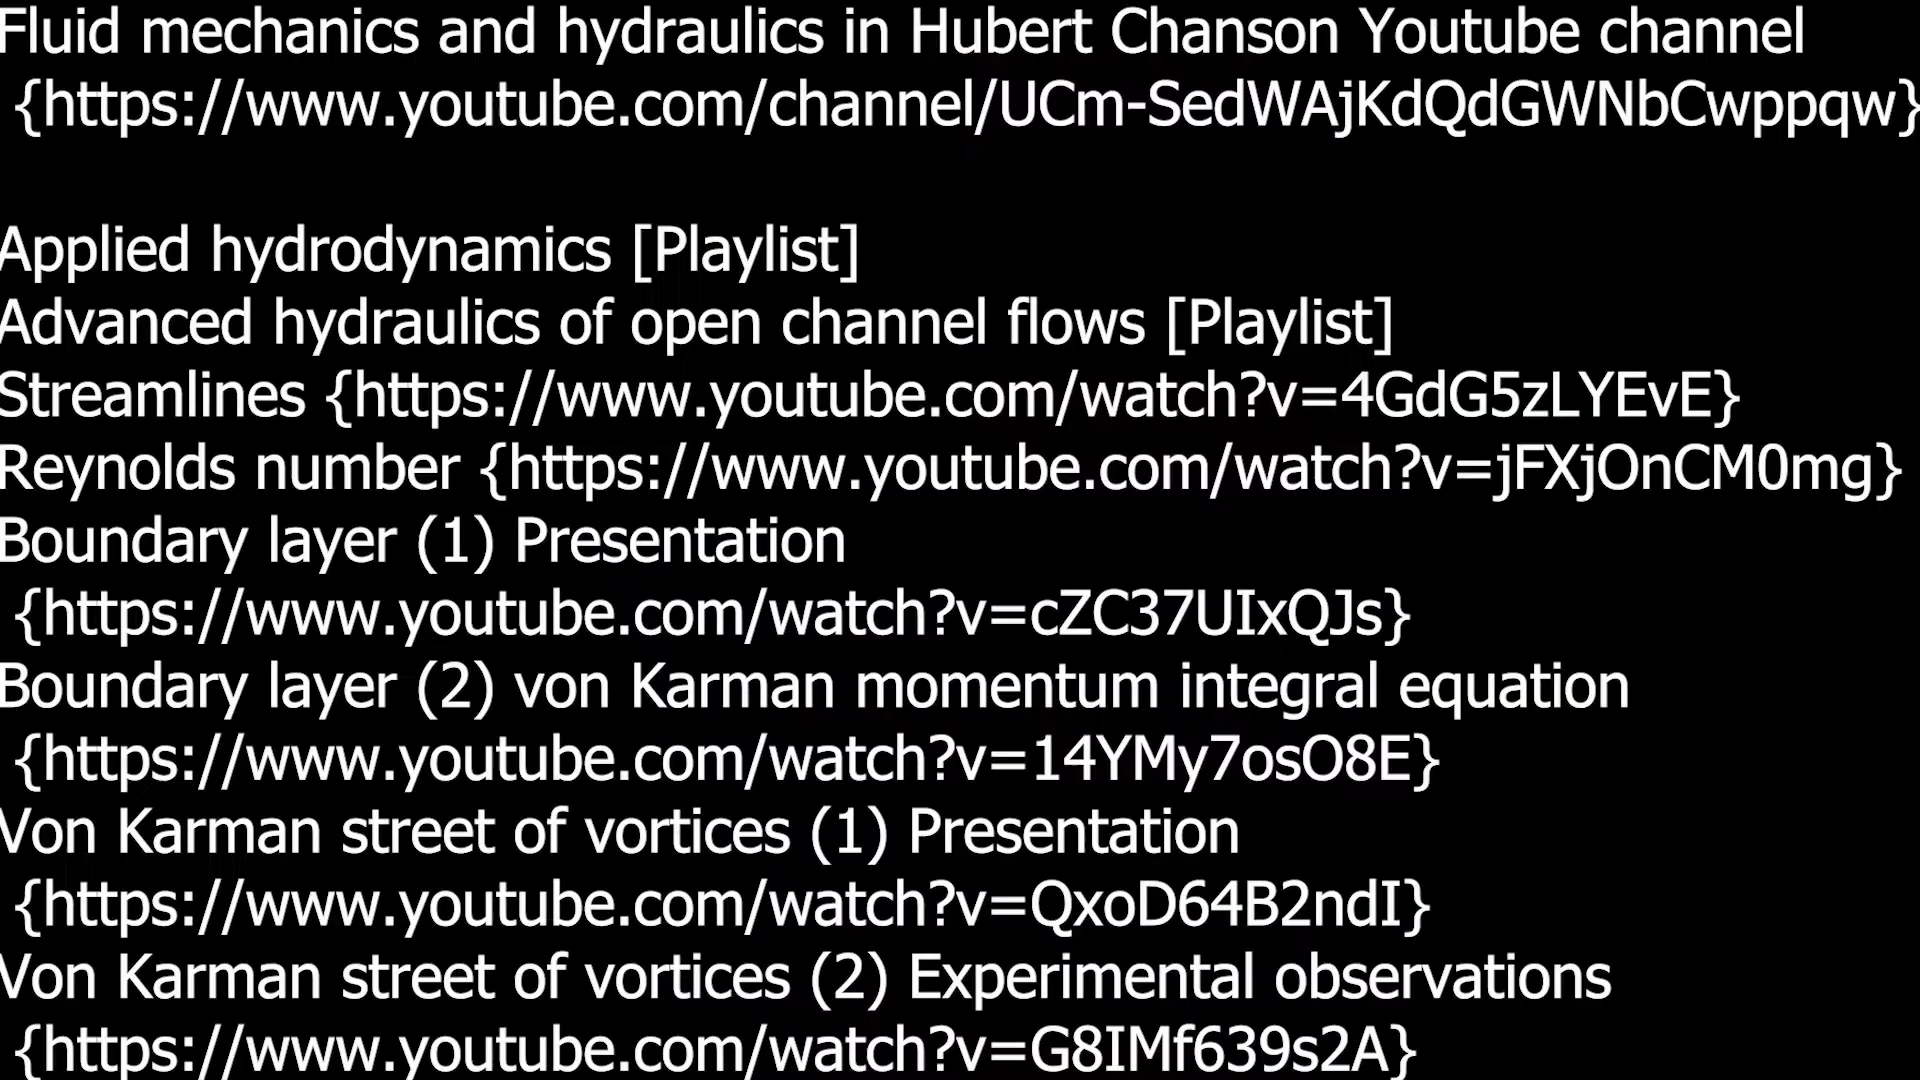 Fluid mechanics and hydraulics in Hubert Chanson Youtube channel
{https://www.youtube.com/channel/UCm-SedWAjKdQdGWNbCwppqw}
Applied hydrodynamics [Playlist]
Advanced hydraulics of open channel flows [Playlist]
Streamlines {https://www.youtube.com/watch?v=4GdG5zLYEvE}
Reynolds number {https://www.youtube.com/watch?v=jFXjOnCM0mg}
Boundary layer (1) Presentation
{https://www.youtube.com/watch?v=cZC37UIxQJs}
Boundary layer (2) von Karman momentum integral equation
{https://www.youtube.com/watch?v=14YMy7osO8E}
Von Karman street of vortices (1) Presentation
{https://www.youtube.com/watch?v=QxoD64B2ndI}
Von Karman street of vortices (2) Experimental observations
{https://www.youtube.com/watch?v=G8IMf639s2A}